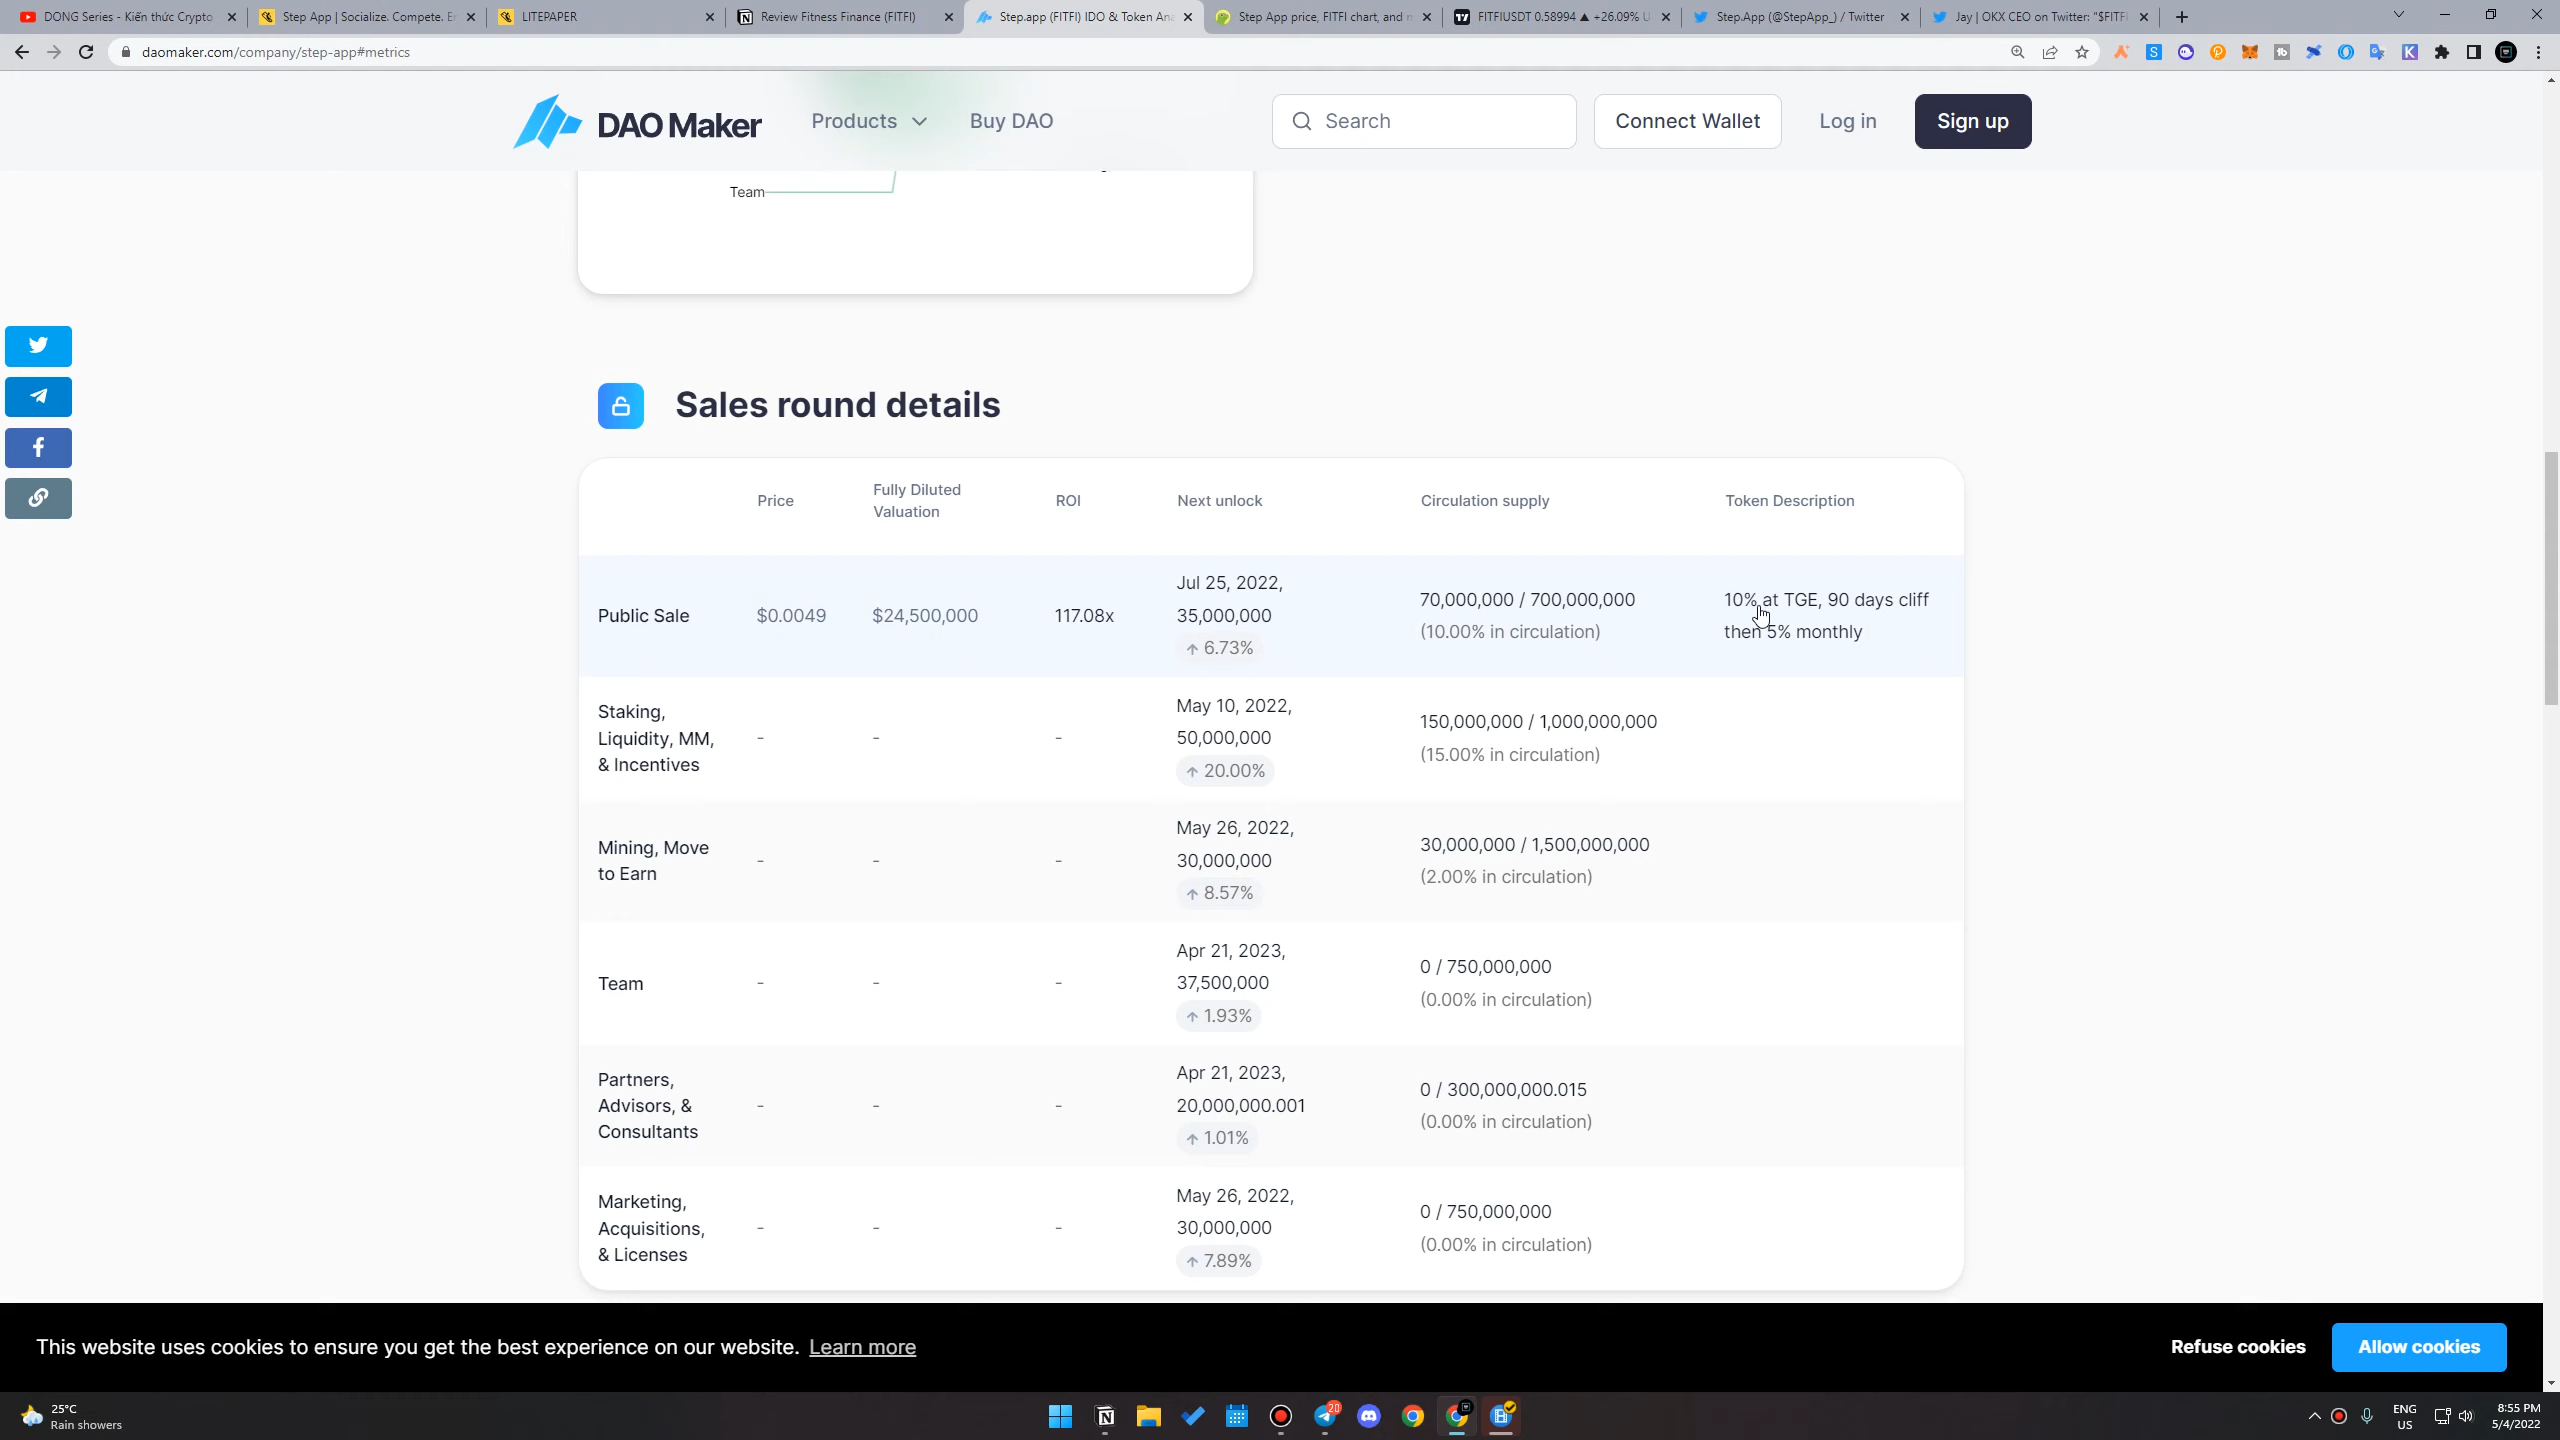 DONG Series - Kiến thức Crypto
Step App | Socialize. Compete. E
LITEPAPER
Review Fitness Finance (FITFI)
Step.app (FITFI) IDO & Token An
Step App price, FITFI chart, and m
FITFIUSDT 0.58994 ▲ +26.09% U
Step.App (@StepApp_) / Twitter
Jay | OKX CEO on Twitter: "$FITF
daomaker.com/company/step-app#metrics
DAO Maker
Products
Buy DAO
Search
Connect Wallet
Log in
Sign up
Team
Sales round details
Price
Fully Diluted
Valuation
ROI
Next unlock
Circulation supply
Token Description
Public Sale
$0.0049
$24,500,000
117.08x
Jul 25, 2022,
35,000,000
↑ 6.73%
70,000,000 / 700,000,000
(10.00% in circulation)
10% at TGE, 90 days cliff
then 5% monthly
Staking,
Liquidity, MM,
& Incentives
-
-
-
May 10, 2022,
50,000,000
↑ 20.00%
150,000,000 / 1,000,000,000
(15.00% in circulation)
Mining, Move
to Earn
-
-
-
May 26, 2022,
30,000,000
↑ 8.57%
30,000,000 / 1,500,000,000
(2.00% in circulation)
Team
-
-
-
Apr 21, 2023,
37,500,000
↑ 1.93%
0 / 750,000,000
(0.00% in circulation)
Partners,
Advisors, &
Consultants
-
-
-
Apr 21, 2023,
20,000,000.001
↑ 1.01%
0 / 300,000,000.015
(0.00% in circulation)
Marketing,
Acquisitions,
& Licenses
-
-
-
May 26, 2022,
30,000,000
↑ 7.89%
0 / 750,000,000
(0.00% in circulation)
This website uses cookies to ensure you get the best experience on our website. Learn more
Refuse cookies
Allow cookies
25°C
Rain showers
20
ENG
US
8:55 PM
5/4/2022